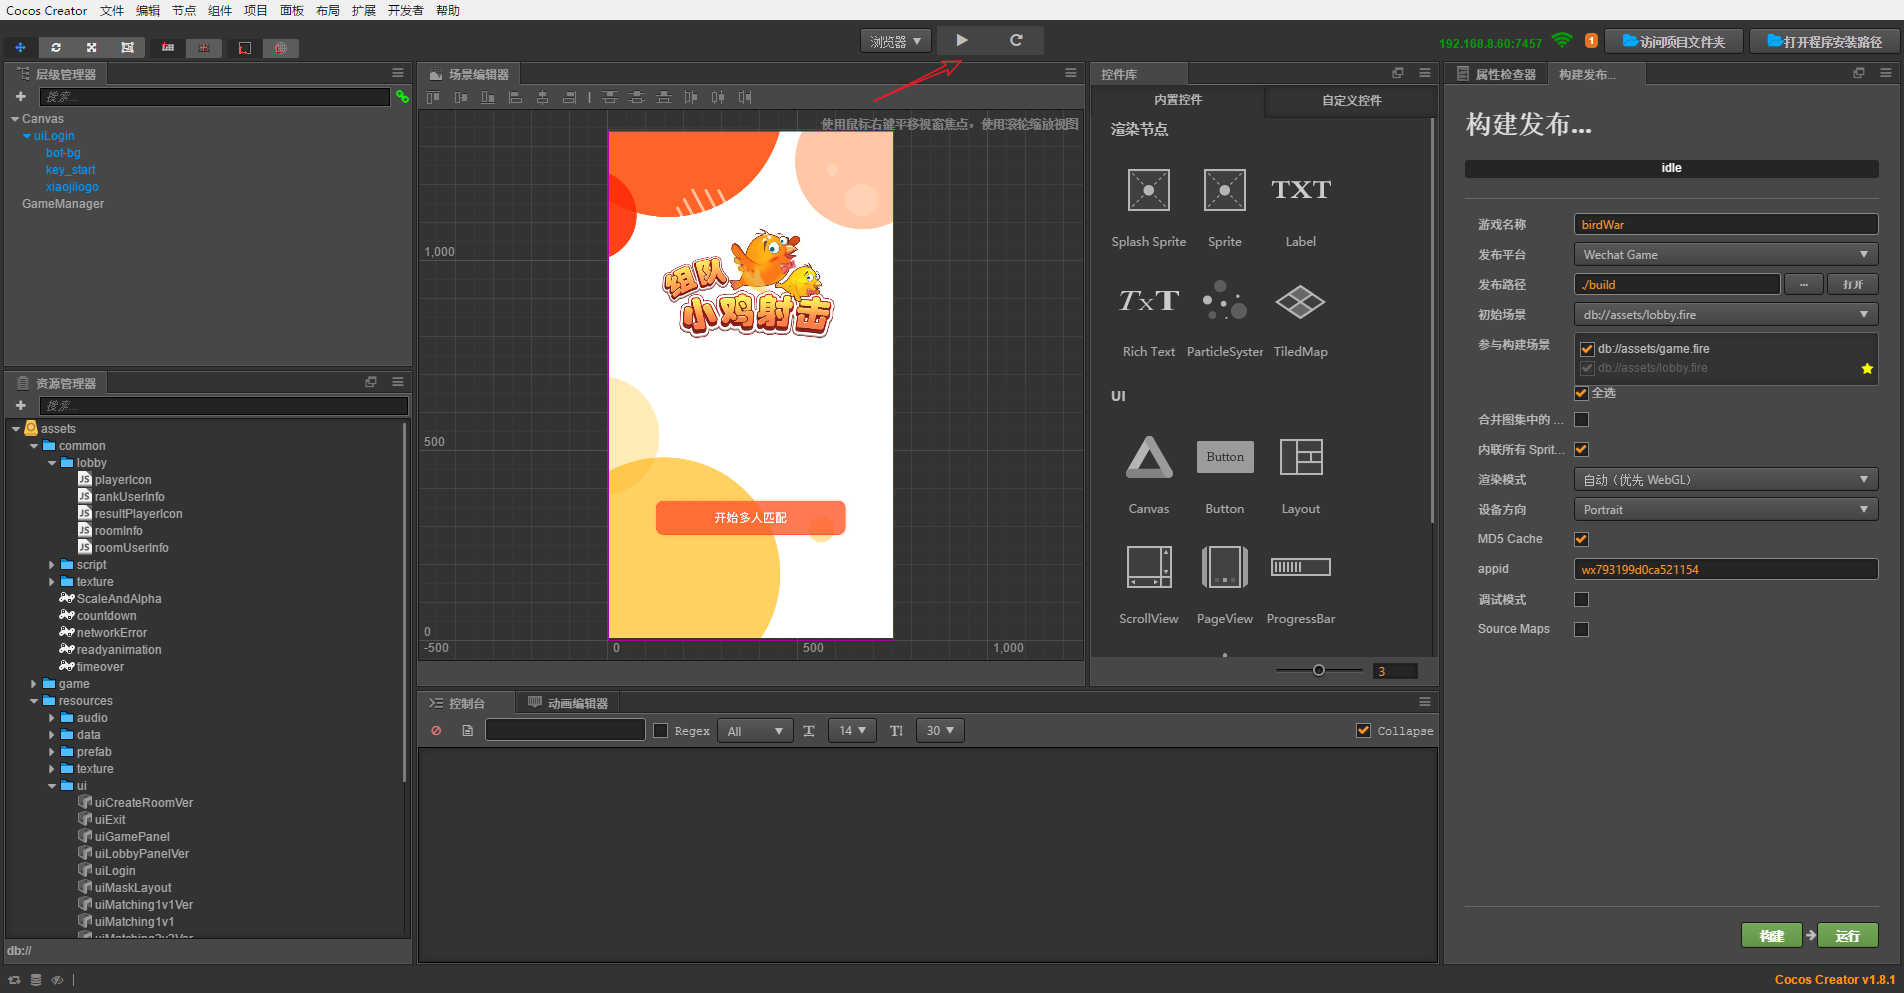 Cocos Creator 文件 编辑 节点 组件 项目 面板 布局 扩展 开发者 帮助
浏览器
192.168.8.60:7457
1
访问项目文件夹
打开程序安装路径
层级管理器
搜索...
Canvas
uiLogin
bot-bg
key_start
xiaojilogo
GameManager
资源管理器
搜索...
assets
common
lobby
playerIcon
rankUserInfo
resultPlayerIcon
roomInfo
roomUserInfo
script
texture
ScaleAndAlpha
countdown
networkError
readyanimation
timeover
game
resources
audio
data
prefab
texture
ui
uiCreateRoomVer
uiExit
uiGamePanel
uiLobbyPanelVer
uiLogin
uiMaskLayout
uiMatching1v1Ver
uiMatching1v1
uiMatching2v2Ver
db://
场景编辑器
使用鼠标右键平移视窗焦点，使用滚轮缩放视图
1,000
500
0
-500
0
500
1,000
组队
小鸡射击
开始多人匹配
控件库
内置控件
自定义控件
渲染节点
Splash Sprite
Sprite
TXT
Label
TXT
Rich Text
ParticleSyster
TiledMap
UI
Canvas
Button
Button
Layout
ScrollView
PageView
ProgressBar
3
控制台
动画编辑器
Regex
All
14
30
Collapse
属性检查器
构建发布...
构建发布...
idle
游戏名称 birdWar
发布平台 Wechat Game
发布路径 ./build ... 打开
初始场景 db://assets/lobby.fire
参与构建场景 db://assets/game.fire
db://assets/lobby.fire
全选
合并图集中的 ...
内联所有 Sprit...
渲染模式 自动（优先 WebGL）
设备方向 Portrait
MD5 Cache
appid wx793199d0ca521154
调试模式
Source Maps
构建
运行
Cocos Creator v1.8.1